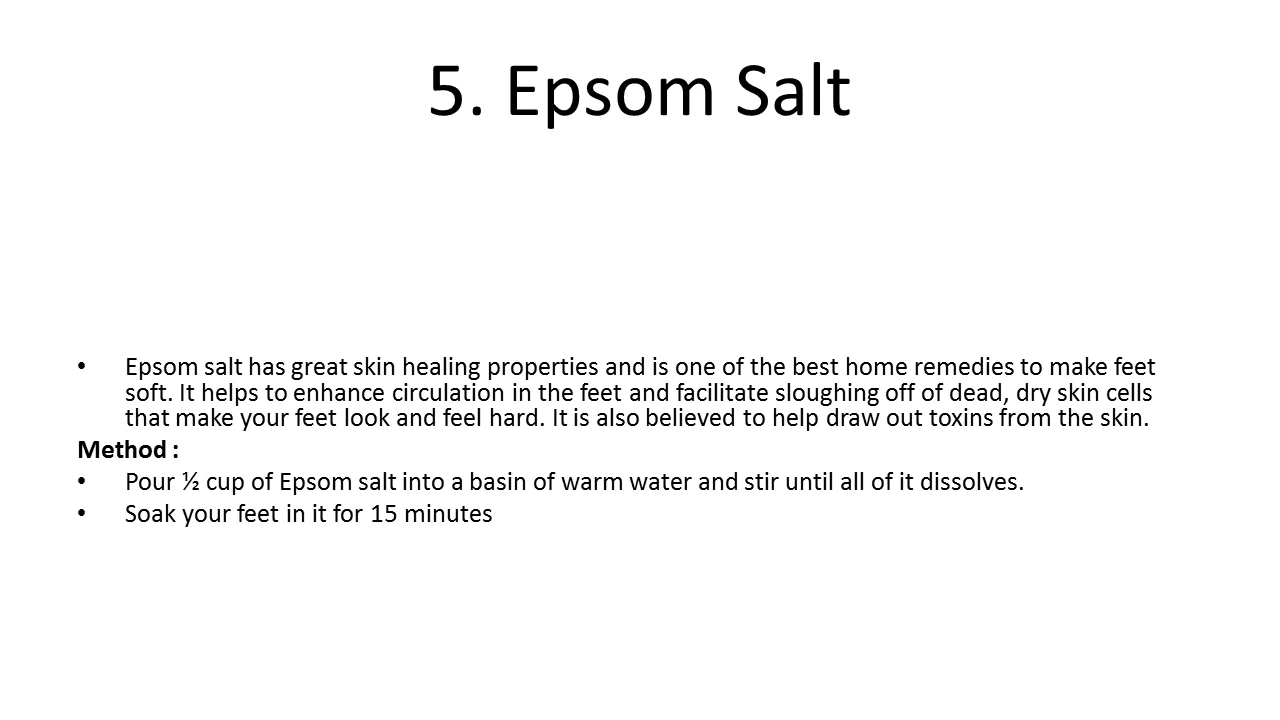 5. Epsom Salt
• Epsom salt has great skin healing properties and is one of the best home remedies to make feet
soft. It helps to enhance circulation in the feet and facilitate sloughing off of dead, dry skin cells
that make your feet look and feel hard. It is also believed to help draw out toxins from the skin.
Method :
• Pour ½ cup of Epsom salt into a basin of warm water and stir until all of it dissolves.
• Soak your feet in it for 15 minutes